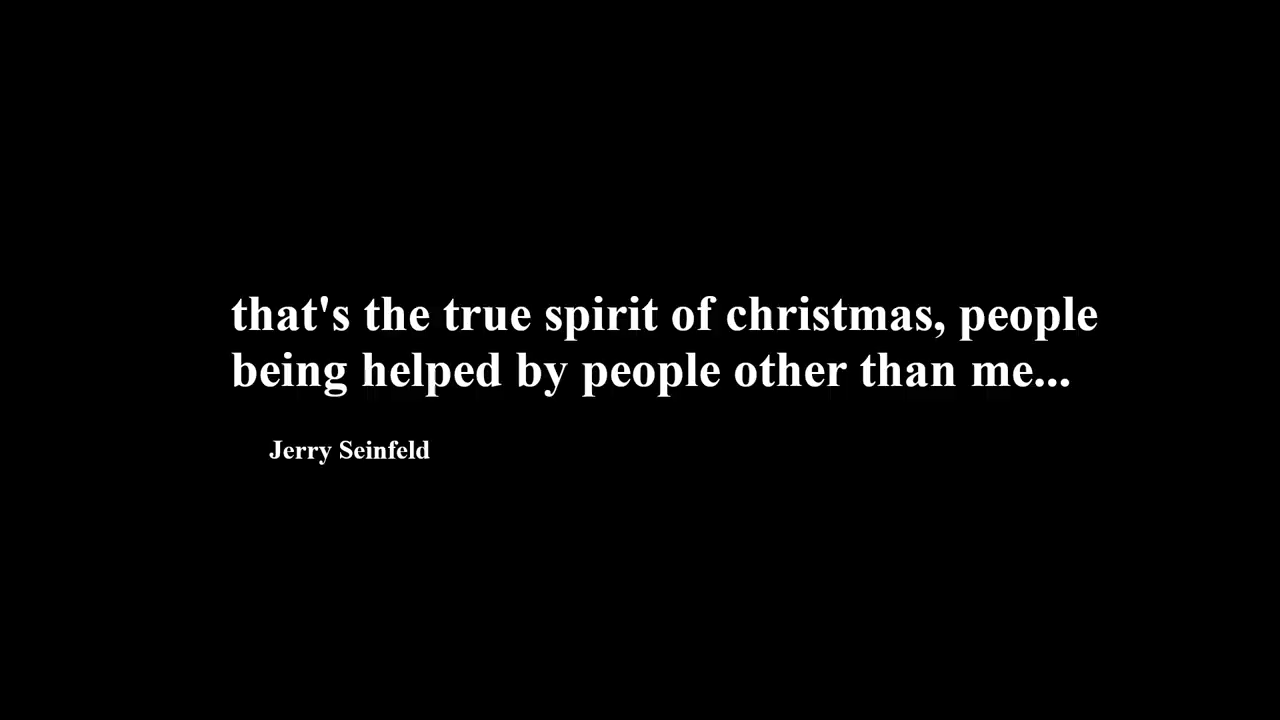 that's the true spirit of christmas, people
being helped by people other than me...
Jerry Seinfeld